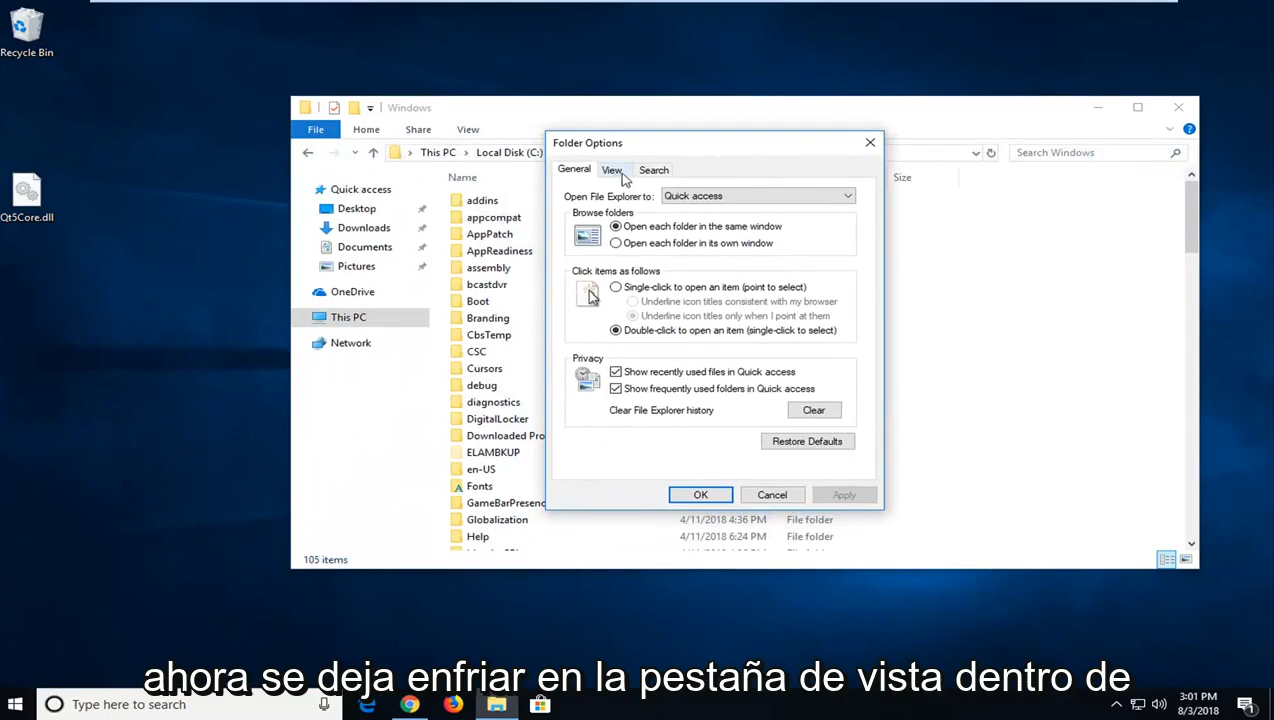 Recycle Bin
Qt5Core.dll
Windows
File Home Share View
This PC Local Disk (C:)
Search Windows
Quick access
Desktop
Downloads
Documents
Pictures
OneDrive
This PC
Network
Name
Size
addins
appcompat
AppPatch
AppReadiness
assembly
bcastdvr
Boot
Branding
CbsTemp
CSC
Cursors
debug
diagnostics
DigitalLocker
Downloaded Pro
ELAMBKUP
en-US
Fonts
GameBarPresenc
Globalization 4/11/2018 4:36 PM File folder
Help 4/11/2018 6:24 PM File folder
105 items
Folder Options
General View Search
Open File Explorer to: Quick access
Browse folders
Open each folder in the same window
Open each folder in its own window
Click items as follows
Single-click to open an item (point to select)
Underline icon titles consistent with my browser
Underline icon titles only when I point at them
Double-click to open an item (single-click to select)
Privacy
Show recently used files in Quick access
Show frequently used folders in Quick access
Clear File Explorer history Clear
Restore Defaults
OK Cancel Apply
ahora se deja enfriar en la pestaña de vista dentro de
Type here to search
3:01 PM
8/3/2018
1